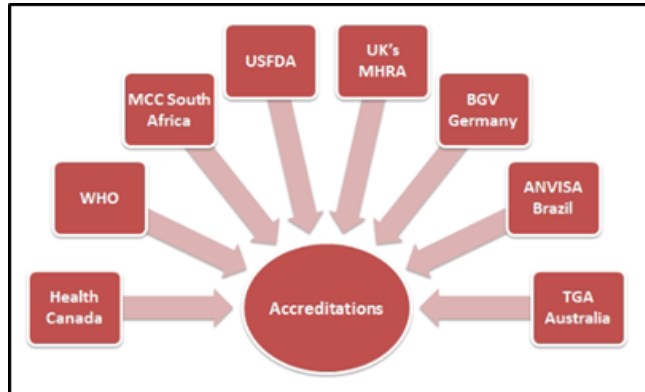 USFDA
UK's
MHRA
MCC South
Africa
BGV
Germany
WHO
ANVISA
Brazil
Health
Canada
Accreditations
TGA
Australia